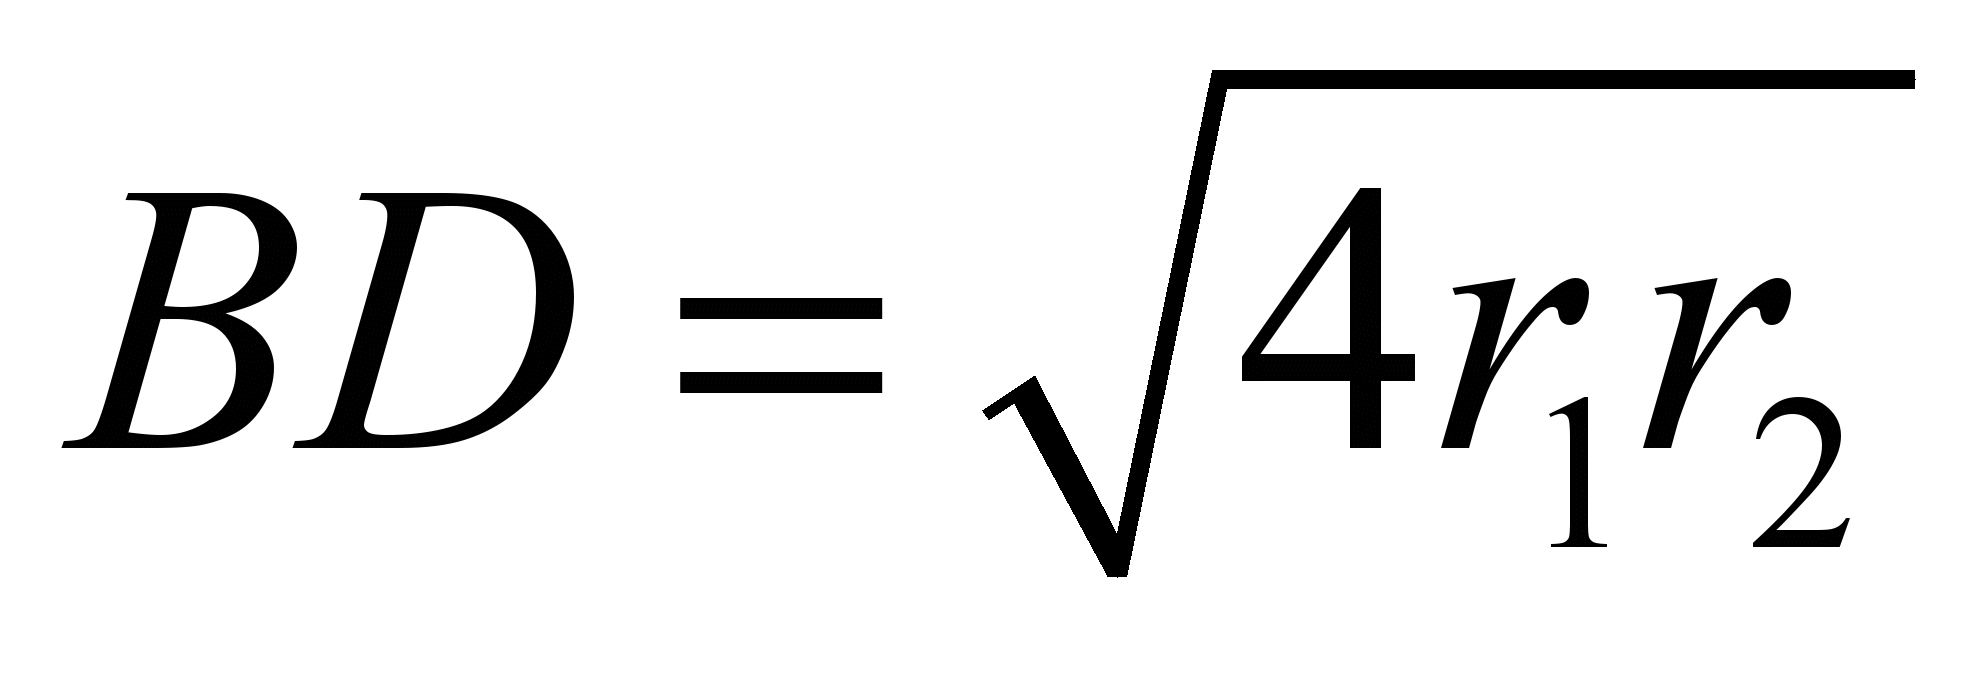 BD = √(4r₁r₂)